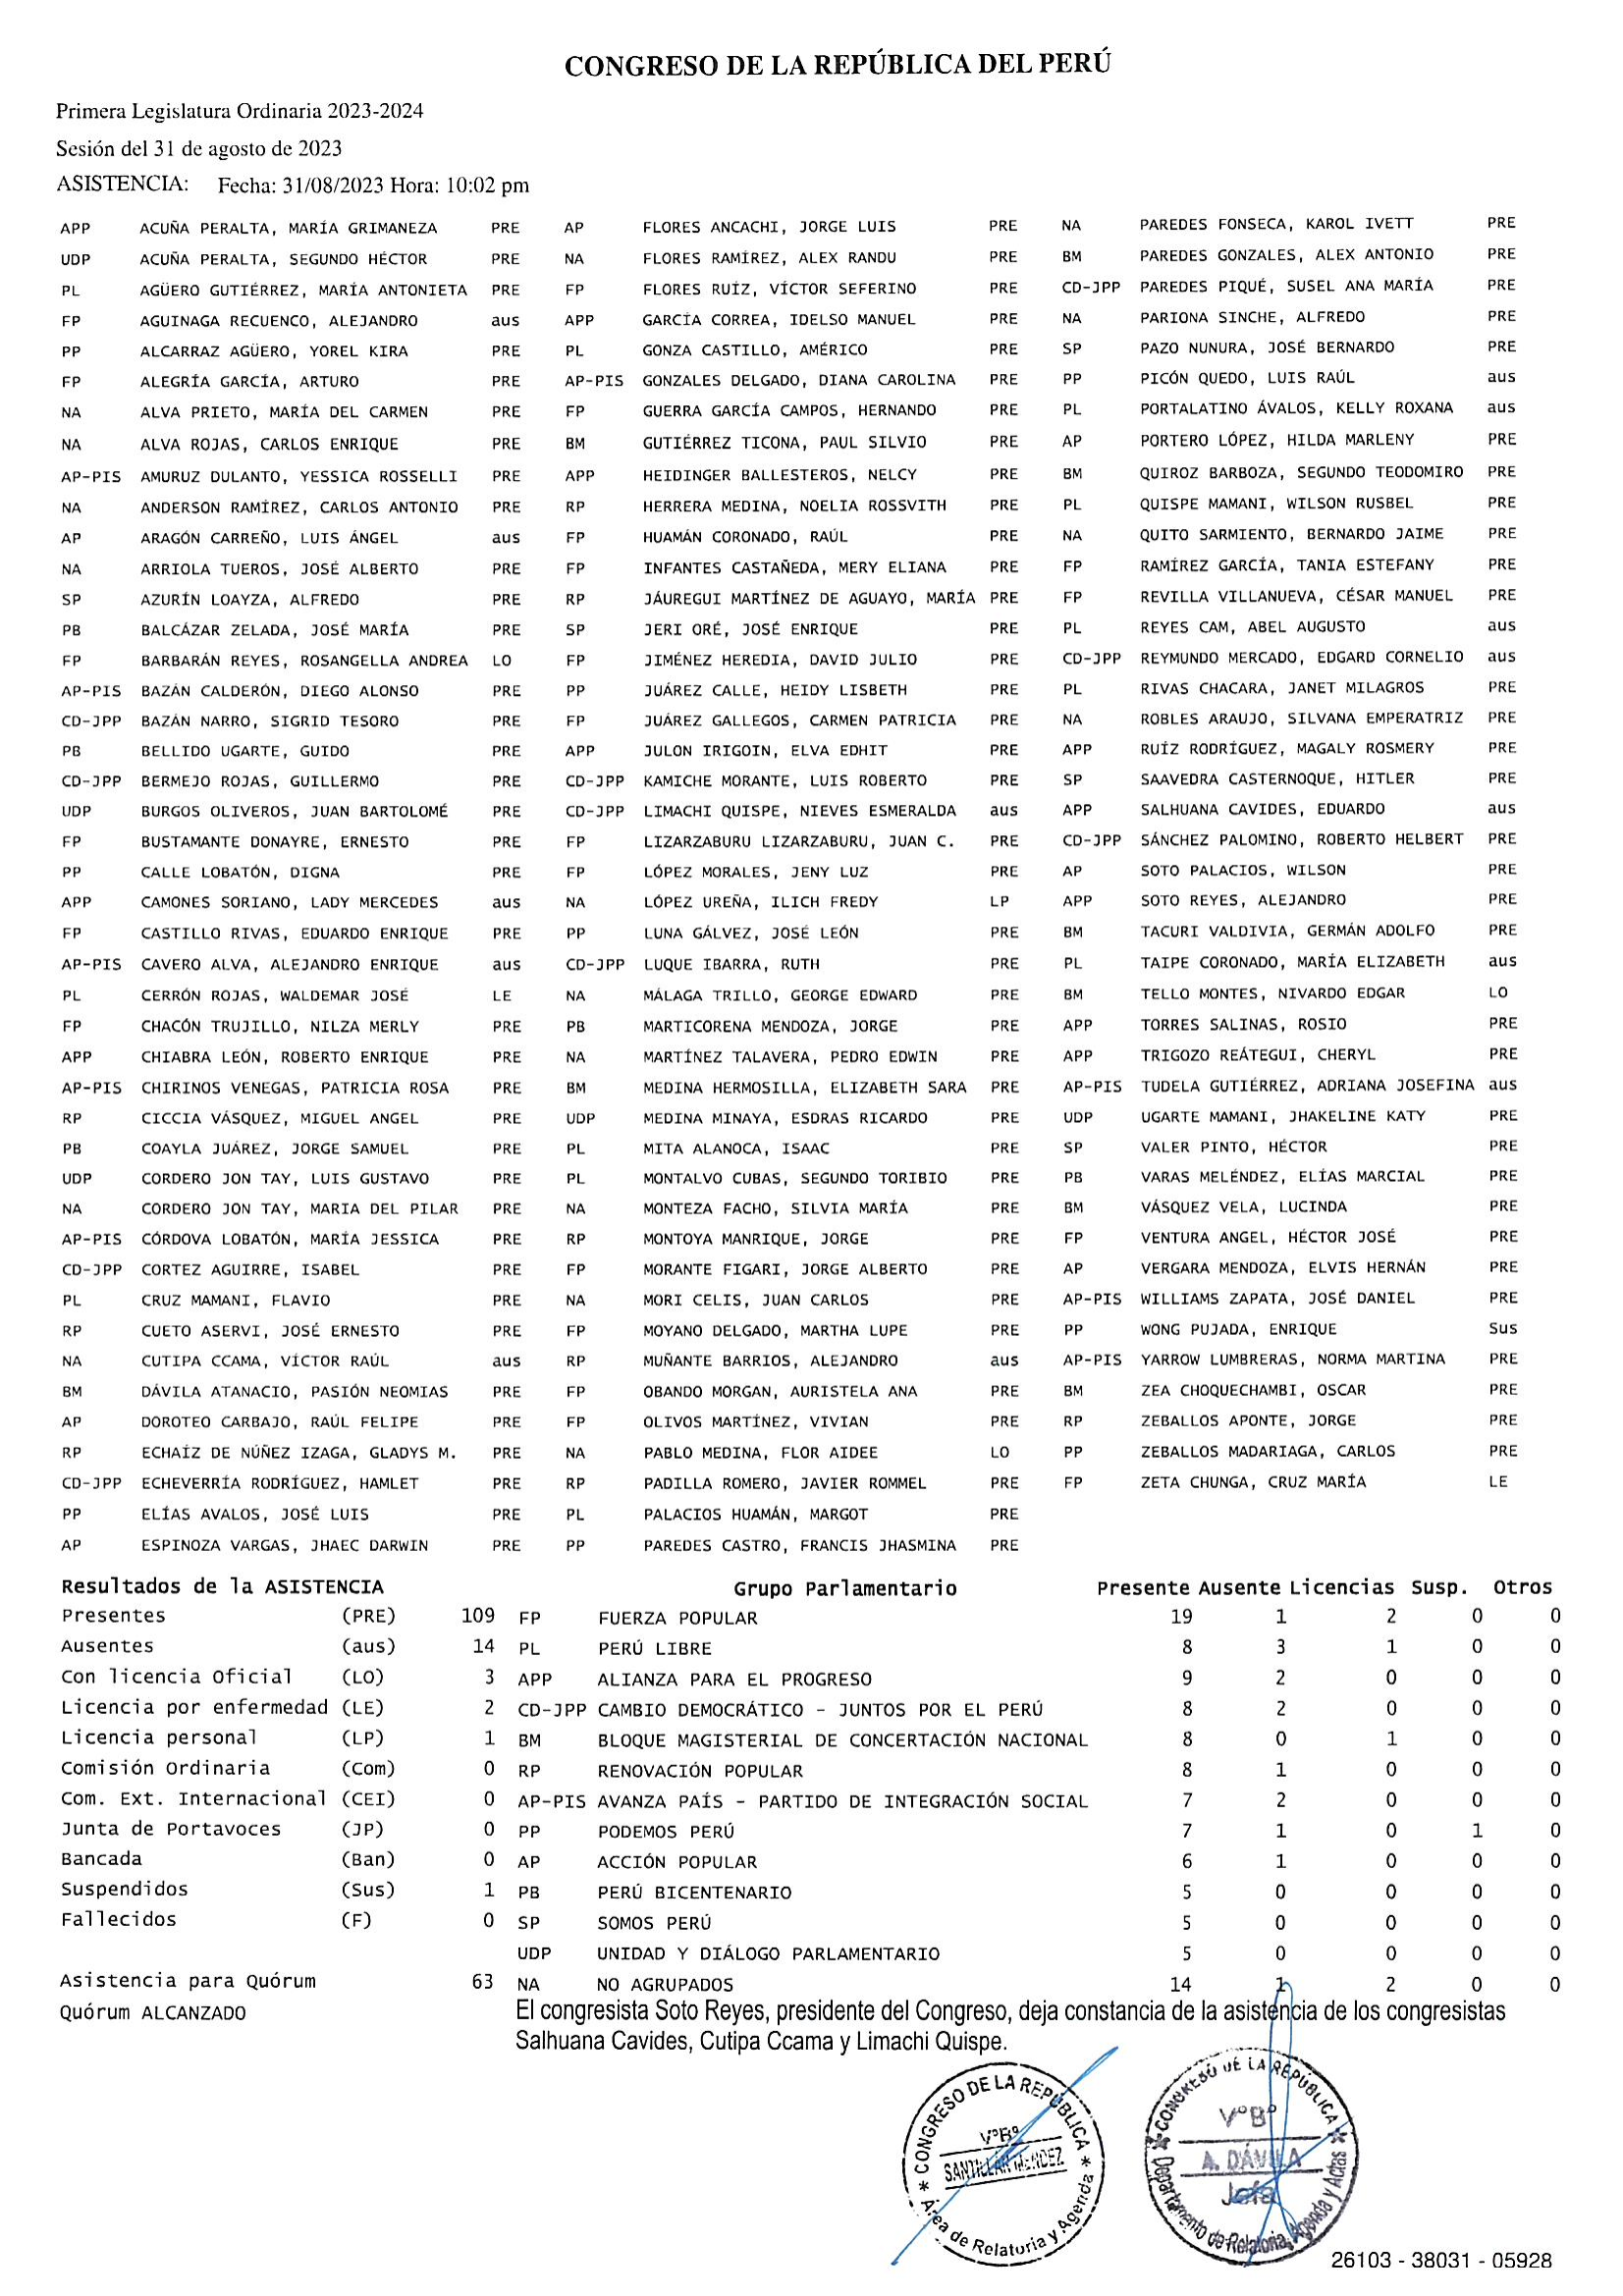 CONGRESO DE LA REPÚBLICA DEL PERÚ
Primera Legislatura Ordinaria 2023-2024
Sesión del 31 de agosto de 2023
ASISTENCIA: Fecha: 31/08/2023 Hora: 10:02 pm
APP ACUÑA PERALTA, MARÍA GRIMANEZA PRE AP FLORES ANCACHI, JORGE LUIS PRE NA PAREDES FONSECA, KAROL IVETT PRE
UDP ACUÑA PERALTA, SEGUNDO HÉCTOR PRE NA FLORES RAMÍREZ, ALEX RANDU PRE BM PAREDES GONZALES, ALEX ANTONIO PRE
PL AGÜERO GUTIÉRREZ, MARÍA ANTONIETA PRE FP FLORES RUÍZ, VÍCTOR SEFERINO PRE CD-JPP PAREDES PIQUÉ, SUSEL ANA MARÍA PRE
FP AGUINAGA RECUENCO, ALEJANDRO aus APP GARCÍA CORREA, IDELSO MANUEL PRE NA PARIONA SINCHE, ALFREDO PRE
PP ALCARRAZ AGÜERO, YOREL KIRA PRE PL GONZA CASTILLO, AMÉRICO PRE SP PAZO NUNURA, JOSÉ BERNARDO PRE
FP ALEGRÍA GARCÍA, ARTURO PRE AP-PIS GONZALES DELGADO, DIANA CAROLINA PRE PP PICÓN QUEDO, LUIS RAÚL aus
NA ALVA PRIETO, MARÍA DEL CARMEN PRE FP GUERRA GARCÍA CAMPOS, HERNANDO PRE PL PORTALATINO ÁVALOS, KELLY ROXANA aus
NA ALVA ROJAS, CARLOS ENRIQUE PRE BM GUTIÉRREZ TICONA, PAUL SILVIO PRE AP PORTERO LÓPEZ, HILDA MARLENY PRE
AP-PIS AMURUZ DULANTO, YESSICA ROSSELLI PRE APP HEIDINGER BALLESTEROS, NELCY PRE BM QUIROZ BARBOZA, SEGUNDO TEODOMIRO PRE
NA ANDERSON RAMÍREZ, CARLOS ANTONIO PRE RP HERRERA MEDINA, NOELIA ROSSVITH PRE PL QUISPE MAMANI, WILSON RUSBEL PRE
AP ARAGÓN CARREÑO, LUIS ÁNGEL aus FP HUAMÁN CORONADO, RAÚL PRE NA QUITO SARMIENTO, BERNARDO JAIME PRE
NA ARRIOLA TUEROS, JOSÉ ALBERTO PRE FP INFANTES CASTAÑEDA, MERY ELIANA PRE FP RAMÍREZ GARCÍA, TANIA ESTEFANY PRE
SP AZURÍN LOAYZA, ALFREDO PRE RP JÁUREGUI MARTÍNEZ DE AGUAYO, MARÍA PRE FP REVILLA VILLANUEVA, CÉSAR MANUEL PRE
PB BALCÁZAR ZELADA, JOSÉ MARÍA PRE SP JERI ORÉ, JOSÉ ENRIQUE PRE PL REYES CAM, ABEL AUGUSTO aus
FP BARBARÁN REYES, ROSANGELLA ANDREA LO FP JIMÉNEZ HEREDIA, DAVID JULIO PRE CD-JPP REYMUNDO MERCADO, EDGARD CORNELIO aus
AP-PIS BAZÁN CALDERÓN, DIEGO ALONSO PRE PP JUÁREZ CALLE, HEIDY LISBETH PRE PL RIVAS CHACARA, JANET MILAGROS PRE
CD-JPP BAZÁN NARRO, SIGRID TESORO PRE FP JUÁREZ GALLEGOS, CARMEN PATRICIA PRE NA ROBLES ARAUJO, SILVANA EMPERATRIZ PRE
PB BELLIDO UGARTE, GUIDO PRE APP JULON IRIGOIN, ELVA EDHIT PRE APP RUÍZ RODRÍGUEZ, MAGALY ROSMERY PRE
CD-JPP BERMEJO ROJAS, GUILLERMO PRE CD-JPP KAMICHE MORANTE, LUIS ROBERTO PRE SP SAAVEDRA CASTERNOQUE, HITLER PRE
UDP BURGOS OLIVEROS, JUAN BARTOLOMÉ PRE CD-JPP LIMACHI QUISPE, NIEVES ESMERALDA aus APP SALHUANA CAVIDES, EDUARDO aus
FP BUSTAMANTE DONAYRE, ERNESTO PRE FP LIZARZABURU LIZARZABURU, JUAN C. PRE CD-JPP SÁNCHEZ PALOMINO, ROBERTO HELBERT PRE
PP CALLE LOBATÓN, DIGNA PRE FP LÓPEZ MORALES, JENY LUZ PRE AP SOTO PALACIOS, WILSON PRE
APP CAMONES SORIANO, LADY MERCEDES aus NA LÓPEZ UREÑA, ILICH FREDY LP APP SOTO REYES, ALEJANDRO PRE
FP CASTILLO RIVAS, EDUARDO ENRIQUE PRE PP LUNA GÁLVEZ, JOSÉ LEÓN PRE BM TACURI VALDIVIA, GERMÁN ADOLFO PRE
AP-PIS CAVERO ALVA, ALEJANDRO ENRIQUE aus CD-JPP LUQUE IBARRA, RUTH PRE PL TAIPE CORONADO, MARÍA ELIZABETH aus
PL CERRÓN ROJAS, WALDEMAR JOSÉ LE NA MÁLAGA TRILLO, GEORGE EDWARD PRE BM TELLO MONTES, NIVARDO EDGAR LO
FP CHACÓN TRUJILLO, NILZA MERLY PRE PB MARTICORENA MENDOZA, JORGE PRE APP TORRES SALINAS, ROSIO PRE
APP CHIABRA LEÓN, ROBERTO ENRIQUE PRE NA MARTÍNEZ TALAVERA, PEDRO EDWIN PRE APP TRIGOZO REÁTEGUI, CHERYL PRE
AP-PIS CHIRINOS VENEGAS, PATRICIA ROSA PRE BM MEDINA HERMOSILLA, ELIZABETH SARA PRE AP-PIS TUDELA GUTIÉRREZ, ADRIANA JOSEFINA aus
RP CICCIA VÁSQUEZ, MIGUEL ANGEL PRE UDP MEDINA MINAYA, ESDRAS RICARDO PRE UDP UGARTE MAMANI, JHAKELINE KATY PRE
PB COAYLA JUÁREZ, JORGE SAMUEL PRE PL MITA ALANOCA, ISAAC PRE SP VALER PINTO, HÉCTOR PRE
UDP CORDERO JON TAY, LUIS GUSTAVO PRE PL MONTALVO CUBAS, SEGUNDO TORIBIO PRE PB VARAS MELÉNDEZ, ELÍAS MARCIAL PRE
NA CORDERO JON TAY, MARIA DEL PILAR PRE NA MONTEZA FACHO, SILVIA MARÍA PRE BM VÁSQUEZ VELA, LUCINDA PRE
AP-PIS CÓRDOVA LOBATÓN, MARÍA JESSICA PRE RP MONTOYA MANRIQUE, JORGE PRE FP VENTURA ANGEL, HÉCTOR JOSÉ PRE
CD-JPP CORTEZ AGUIRRE, ISABEL PRE FP MORANTE FIGARI, JORGE ALBERTO PRE AP VERGARA MENDOZA, ELVIS HERNÁN PRE
PL CRUZ MAMANI, FLAVIO PRE NA MORI CELIS, JUAN CARLOS PRE AP-PIS WILLIAMS ZAPATA, JOSÉ DANIEL PRE
RP CUETO ASERVI, JOSÉ ERNESTO PRE FP MOYANO DELGADO, MARTHA LUPE PRE PP WONG PUJADA, ENRIQUE Sus
NA CUTIPA CCAMA, VÍCTOR RAÚL aus RP MUÑANTE BARRIOS, ALEJANDRO aus AP-PIS YARROW LUMBRERAS, NORMA MARTINA PRE
BM DÁVILA ATANACIO, PASIÓN NEOMIAS PRE FP OBANDO MORGAN, AURISTELA ANA PRE BM ZEA CHOQUECHAMBI, OSCAR PRE
AP DOROTEO CARBAJO, RAÚL FELIPE PRE FP OLIVOS MARTÍNEZ, VIVIAN PRE RP ZEBALLOS APONTE, JORGE PRE
RP ECHAÍZ DE NÚÑEZ IZAGA, GLADYS M. PRE NA PABLO MEDINA, FLOR AIDEE LO PP ZEBALLOS MADARIAGA, CARLOS PRE
CD-JPP ECHEVERRÍA RODRÍGUEZ, HAMLET PRE RP PADILLA ROMERO, JAVIER ROMMEL PRE FP ZETA CHUNGA, CRUZ MARÍA LE
PP ELÍAS AVALOS, JOSÉ LUIS PRE PL PALACIOS HUAMÁN, MARGOT PRE
AP ESPINOZA VARGAS, JHAEC DARWIN PRE PP PAREDES CASTRO, FRANCIS JHASMINA PRE
Resultados de la ASISTENCIA Grupo Parlamentario Presente Ausente Licencias Susp. Otros
Presentes (PRE) 109 FP FUERZA POPULAR 19 1 2 0 0
Ausentes (aus) 14 PL PERÚ LIBRE 8 3 1 0 0
Con licencia Oficial (LO) 3 APP ALIANZA PARA EL PROGRESO 9 2 0 0 0
Licencia por enfermedad (LE) 2 CD-JPP CAMBIO DEMOCRÁTICO - JUNTOS POR EL PERÚ 8 2 0 0 0
Licencia personal (LP) 1 BM BLOQUE MAGISTERIAL DE CONCERTACIÓN NACIONAL 8 0 1 0 0
Comisión Ordinaria (Com) 0 RP RENOVACIÓN POPULAR 8 1 0 0 0
Com. Ext. Internacional (CEI) 0 AP-PIS AVANZA PAÍS - PARTIDO DE INTEGRACIÓN SOCIAL 7 2 0 0 0
Junta de Portavoces (JP) 0 PP PODEMOS PERÚ 7 1 0 1 0
Bancada (Ban) 0 AP ACCIÓN POPULAR 6 1 0 0 0
Suspendidos (Sus) 1 PB PERÚ BICENTENARIO 5 0 0 0 0
Fallecidos (F) 0 SP SOMOS PERÚ 5 0 0 0 0
UDP UNIDAD Y DIÁLOGO PARLAMENTARIO 5 0 0 0 0
Asistencia para Quórum 63 NA NO AGRUPADOS 14 1 2 0 0
Quórum ALCANZADO
El congresista Soto Reyes, presidente del Congreso, deja constancia de la asistencia de los congresistas
Salhuana Cavides, Cutipa Ccama y Limachi Quispe.
* CONGRESO DE LA REPÚBLICA *
VºBº
SANTILLÁN MÉNDEZ
Área de Relatoría y Agenda
CONGRESO DE LA REPÚBLICA
VºBº
A. DÁVILA
Jefa
Departamento de Relatoría, Agenda y Actas
26103 - 38031 - 05928